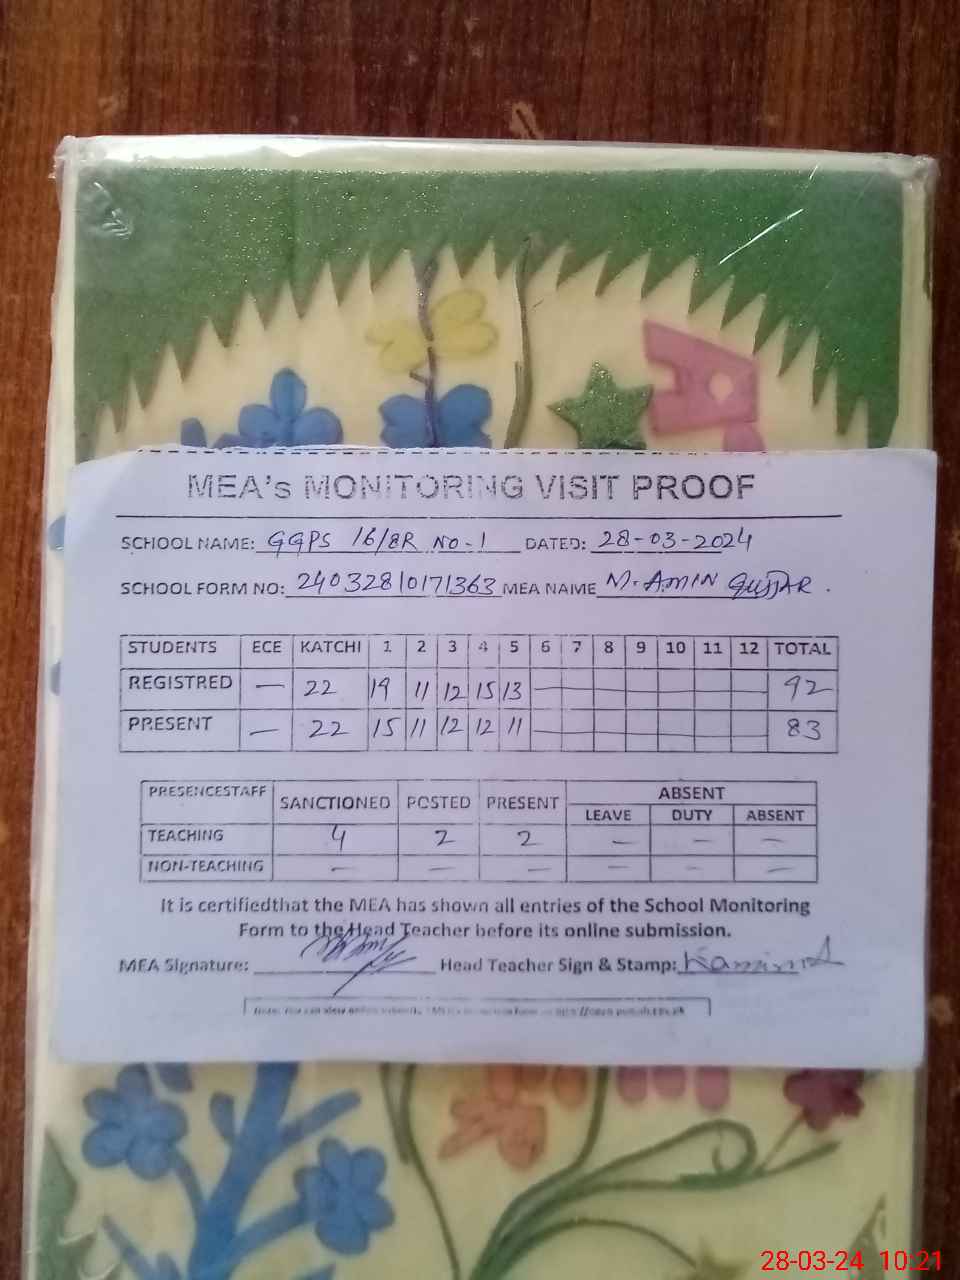 MEA's MONITORING VISIT PROOF
SCHOOL NAME: GGPS 16/8R NO-1 DATED: 28-03-2024
SCHOOL FORM NO: 24032810171363 MEA NAME M. AMIN GUJJAR.
STUDENTS ECE KATCHI 1 2 3 4 5 6 7 8 9 10 11 12 TOTAL
REGISTRED — 22 19 11 12 15 13 92
PRESENT — 22 15 11 12 12 11 83
PRESENCESTAFF SANCTIONED POSTED PRESENT ABSENT
LEAVE DUTY ABSENT
TEACHING 4 2 2 — — —
NON-TEACHING — — — — — —
It is certifiedthat the MEA has shown all entries of the School Monitoring
Form to the Head Teacher before its online submission.
MEA Signature: Head Teacher Sign & Stamp:
28-03-24 10:21